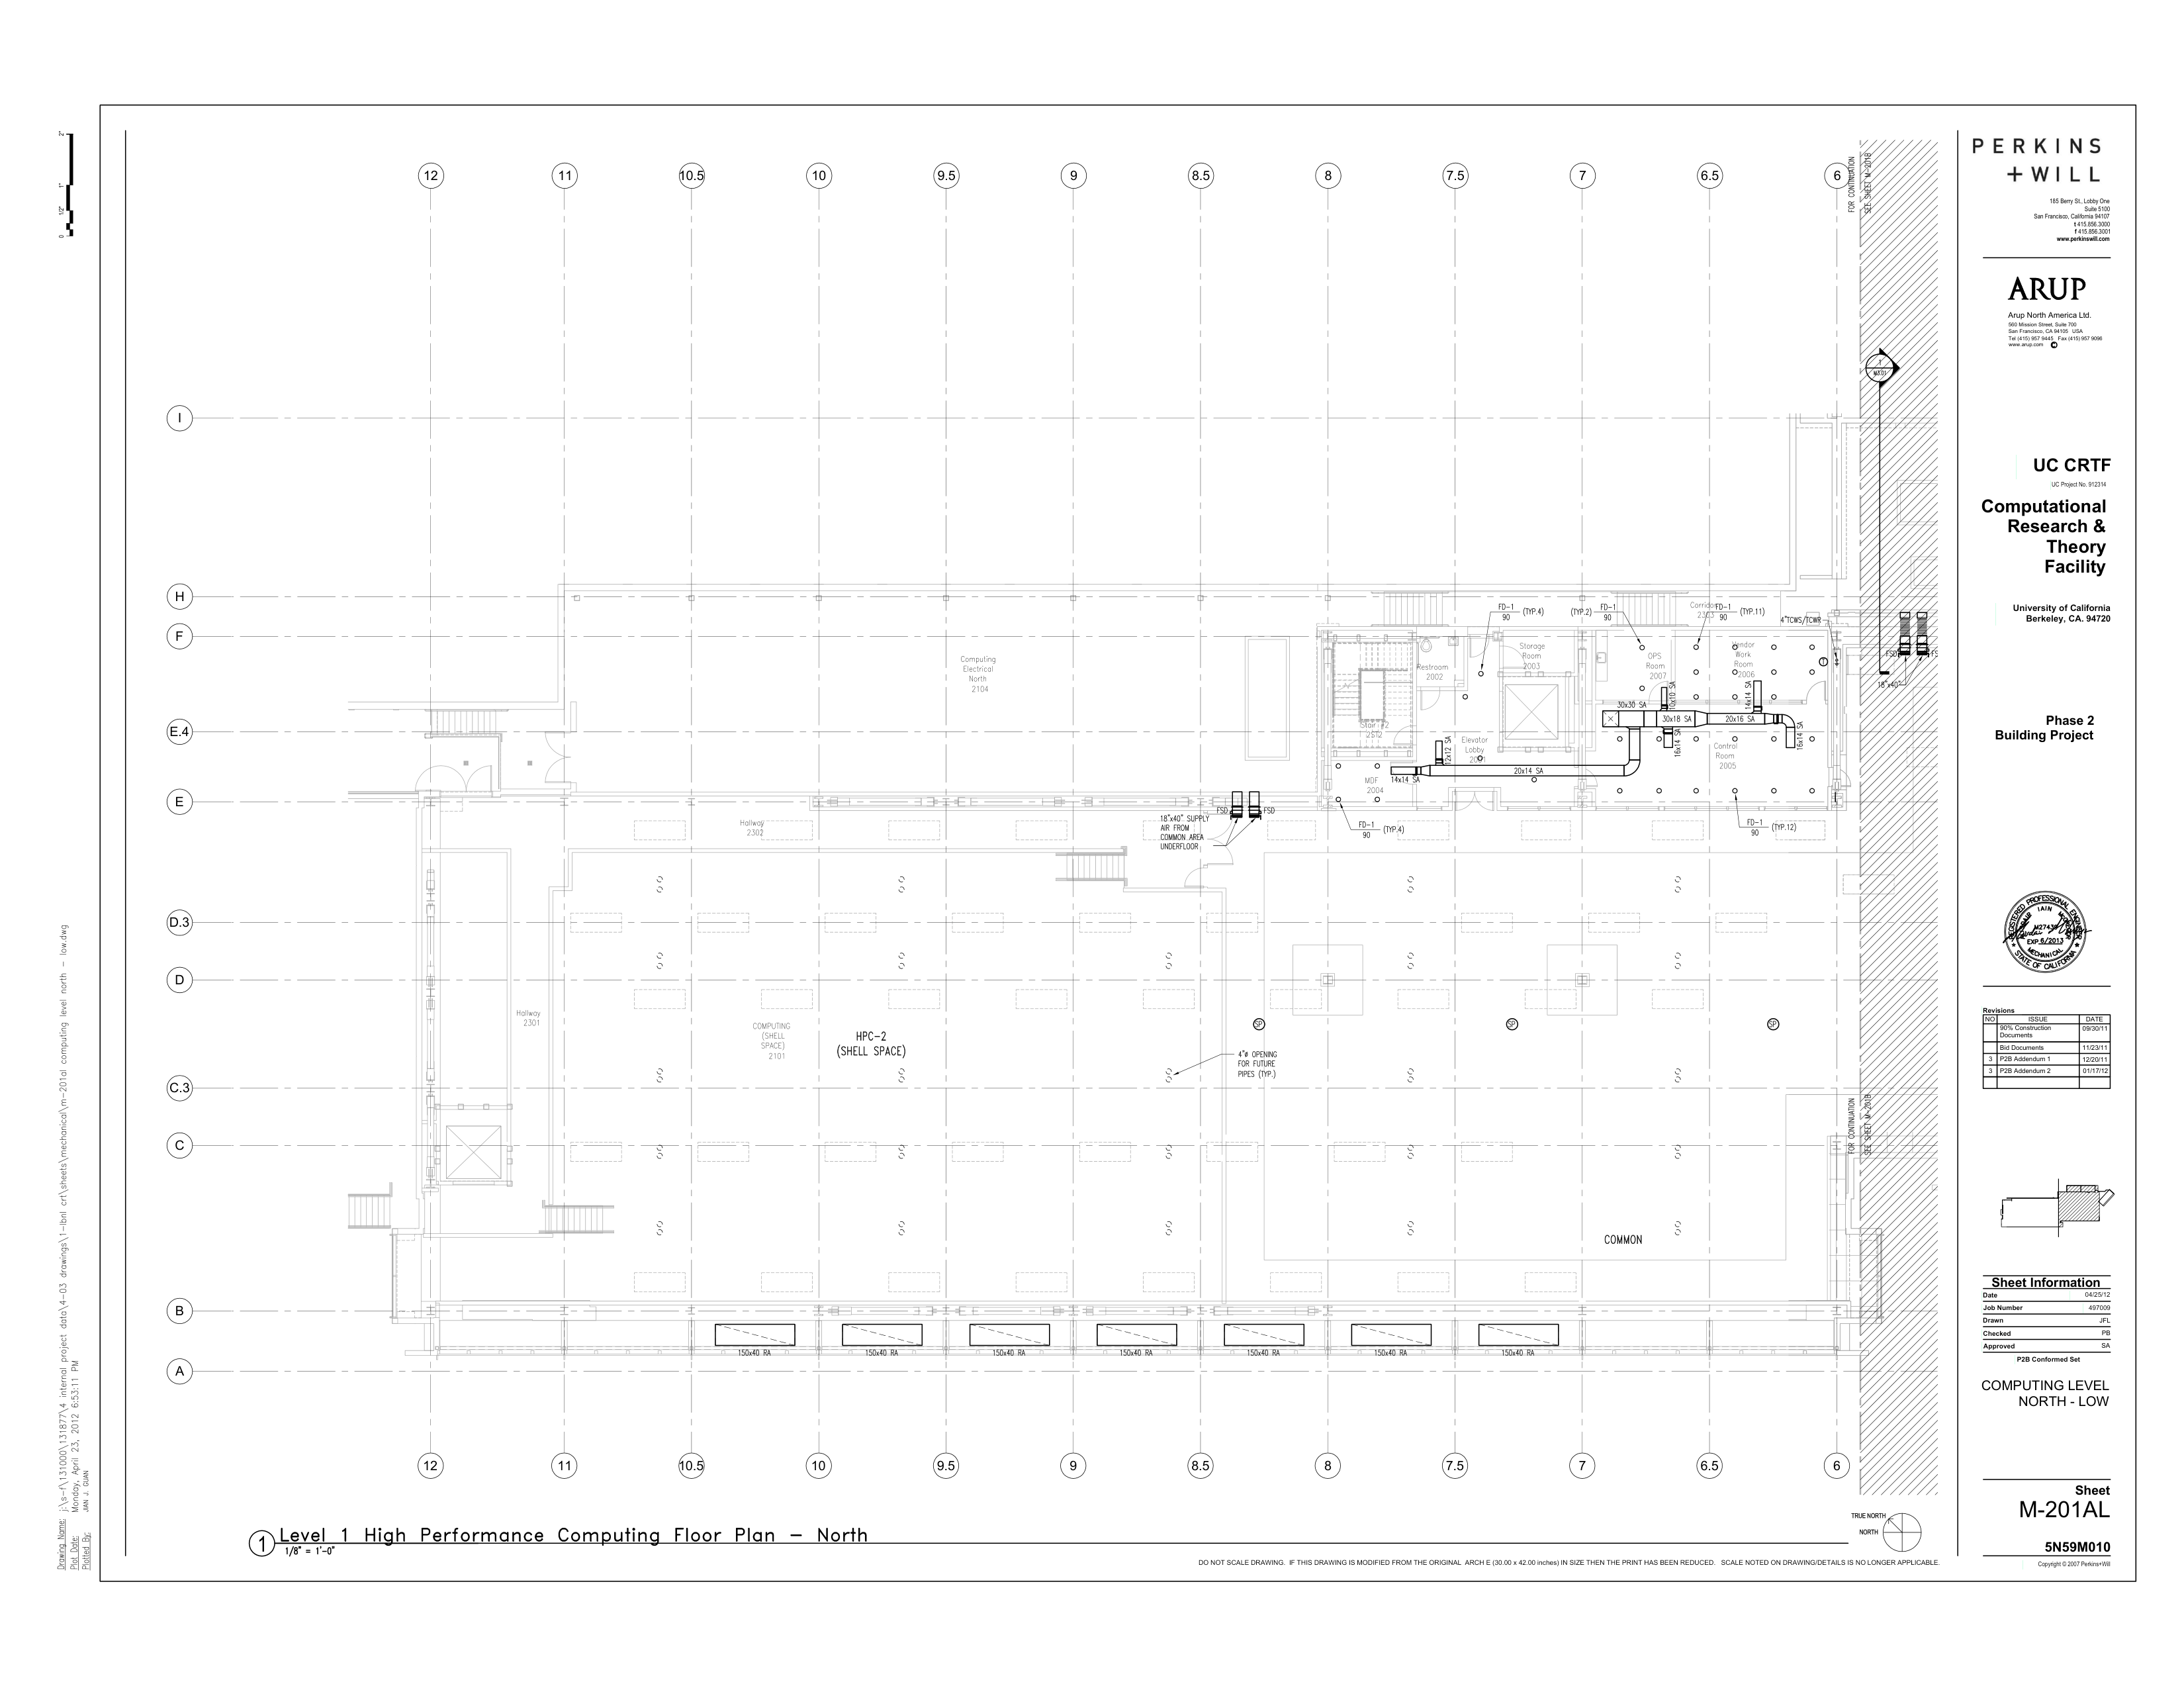 2"
1"
1/2"
0
12
11
10.5
10
9.5
9
8.5
8
7.5
7
6.5
6
FOR CONTINUATION
SEE SHEET M-201B
1
M3.01
I
H
F
E.4
E
D.3
D
C.3
C
B
A
FD-1
90
(TYP.4)
(TYP.2)
FD-1
90
Corridor
FD-1
90
(TYP.11)
4"TCWS/TCWR
Computing
Electrical
North
2104
Restroom
2002
Storage
Room
2003
OPS
Room
2007
Vendor
Work
Room
2006
T
FSD
18"x40"
Stair #2
Elevator
Lobby
MDF
2004
Control
Room
2005
30x30 SA
10x10 SA
30x18 SA
14x14 SA
20x16 SA
16x14 SA
16x14 SA
12x12 SA
14x14 SA
20x14 SA
FSD
FSD
18"x40" SUPPLY
AIR FROM
COMMON AREA
UNDERFLOOR
FD-1
90
(TYP.4)
FD-1
90
(TYP.12)
Hallway
2302
Hallway
2301
COMPUTING
(SHELL
SPACE)
2101
HPC-2
(SHELL SPACE)
SP
SP
SP
4"ø OPENING
FOR FUTURE
PIPES (TYP.)
FOR CONTINUATION
SEE SHEET M-201B
COMMON
150x40 RA
150x40 RA
150x40 RA
150x40 RA
150x40 RA
150x40 RA
150x40 RA
12
11
10.5
10
9.5
9
8.5
8
7.5
7
6.5
6
1
Level 1 High Performance Computing Floor Plan - North
1/8" = 1'-0"
TRUE NORTH
NORTH
DO NOT SCALE DRAWING. IF THIS DRAWING IS MODIFIED FROM THE ORIGINAL ARCH E (30.00 x 42.00 inches) IN SIZE THEN THE PRINT HAS BEEN REDUCED. SCALE NOTED ON DRAWING/DETAILS IS NO LONGER APPLICABLE.
Drawing Name: j:\s-f\131000\131877\4 internal project data\4-03 drawings\1-lbnl crt\sheets\mechanical\m-201al computing level north - low.dwg
Plot Date: Monday, April 23, 2012 6:53:11 PM
Plotted By: JIAN J. GUAN
PERKINS
+WILL
185 Berry St., Lobby One
Suite 5100
San Francisco, California 94107
t 415.856.3000
f 415.856.3001
www.perkinswill.com
ARUP
Arup North America Ltd.
560 Mission Street, Suite 700
San Francisco, CA 94105 USA
Tel (415) 957 9445 Fax (415) 957 9096
www.arup.com
UC CRTF
UC Project No. 912314
Computational
Research &
Theory
Facility
University of California
Berkeley, CA. 94720
Phase 2
Building Project
REGISTERED PROFESSIONAL ENGINEER
IAIN
EXP 6/2013
MECHANICAL
STATE OF CALIFORNIA
Revisions
NO ISSUE DATE
90% Construction Documents 09/30/11
Bid Documents 11/23/11
3 P2B Addendum 1 12/20/11
3 P2B Addendum 2 01/17/12
Sheet Information
Date 04/25/12
Job Number 497009
Drawn JFL
Checked PB
Approved SA
P2B Conformed Set
COMPUTING LEVEL
NORTH - LOW
Sheet
M-201AL
5N59M010
Copyright © 2007 Perkins+Will